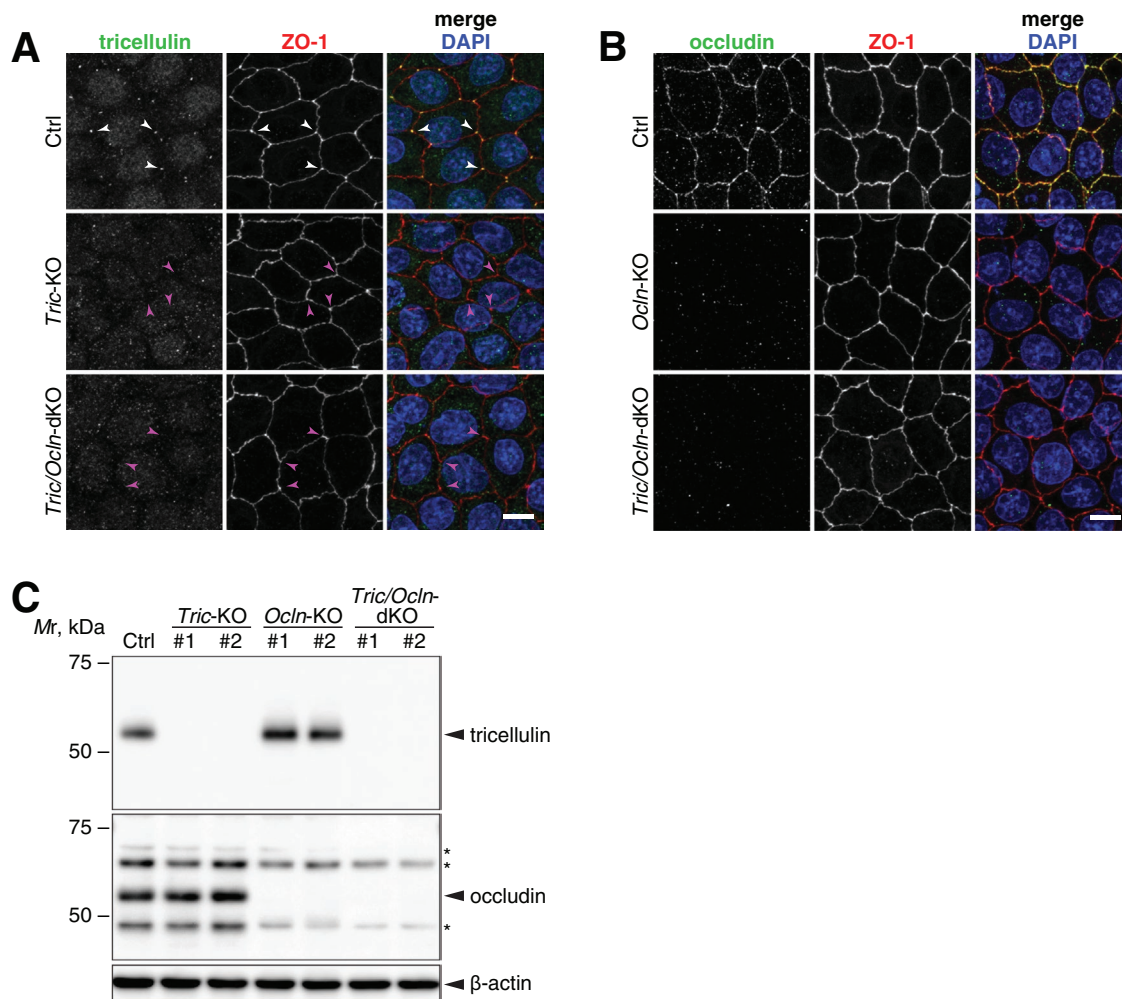 A
tricellulin
ZO-1
merge
DAPI
Ctrl
Tric-KO
Tric/Ocln-dKO
B
occludin
ZO-1
merge
DAPI
Ctrl
Ocln-KO
Tric/Ocln-dKO
C
Mr, kDa
Ctrl
Tric-KO
#1 #2
Ocln-KO
#1 #2
Tric/Ocln-
dKO
#1 #2
75
50
tricellulin
75
*
*
occludin
50
*
β-actin